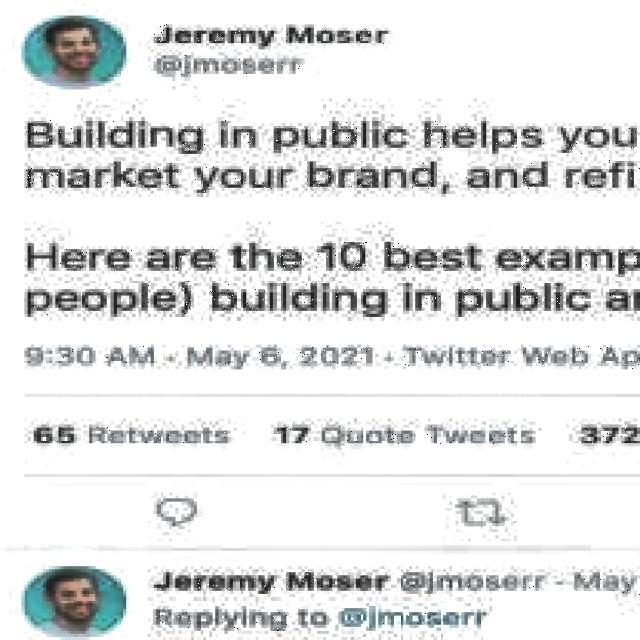 Jeremy Moser
@jmoserr
Building in public helps you
market your brand, and refi
Here are the 10 best examp
people) building in public a
9:30 AM · May 6, 2021 · Twitter Web Ap
65 Retweets 17 Quote Tweets 372
Jeremy Moser @jmoserr · May
Replying to @jmoserr